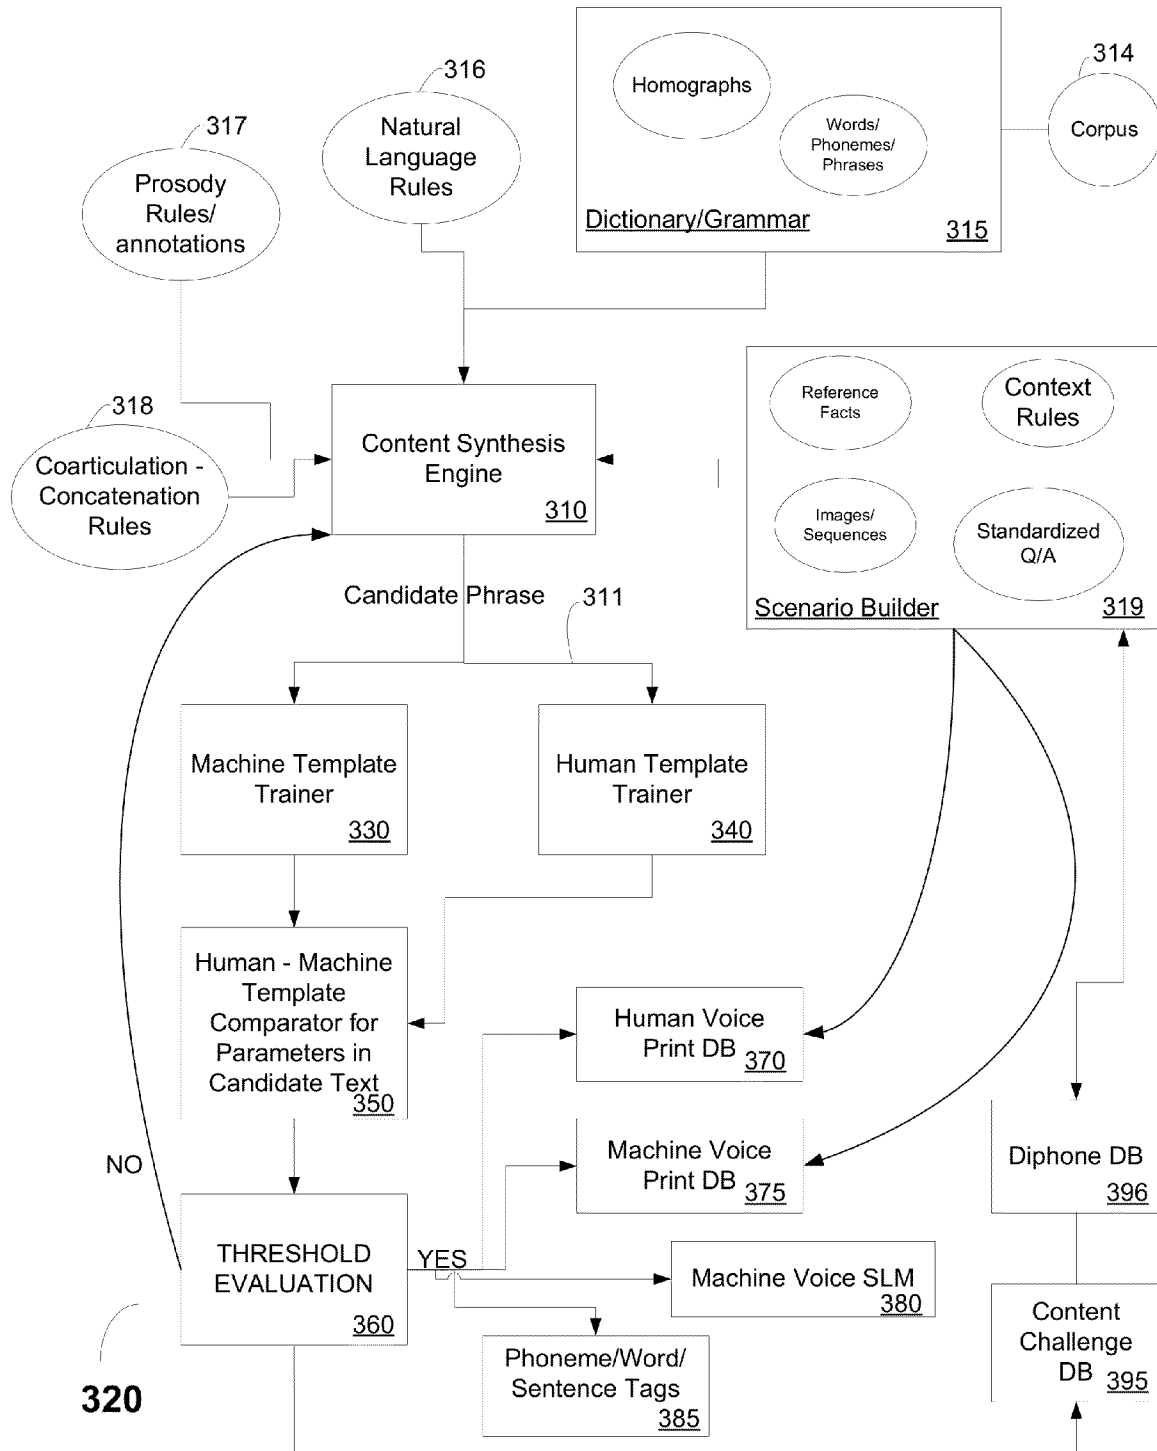 316
Natural
Language
Rules
317
Prosody
Rules/
annotations
Homographs
Words/
Phonemes/
Phrases
Dictionary/Grammar
315
314
Corpus
318
Coarticulation -
Concatenation
Rules
Content Synthesis
Engine
310
Reference
Facts
Context
Rules
Images/
Sequences
Standardized
Q/A
Scenario Builder
319
Candidate Phrase
311
Machine Template
Trainer
330
Human Template
Trainer
340
Human - Machine
Template
Comparator for
Parameters in
Candidate Text
350
Human Voice
Print DB
370
Machine Voice
Print DB
375
Diphone DB
396
NO
THRESHOLD
EVALUATION
360
YES
Machine Voice SLM
380
Phoneme/Word/
Sentence Tags
385
Content
Challenge
DB
395
320